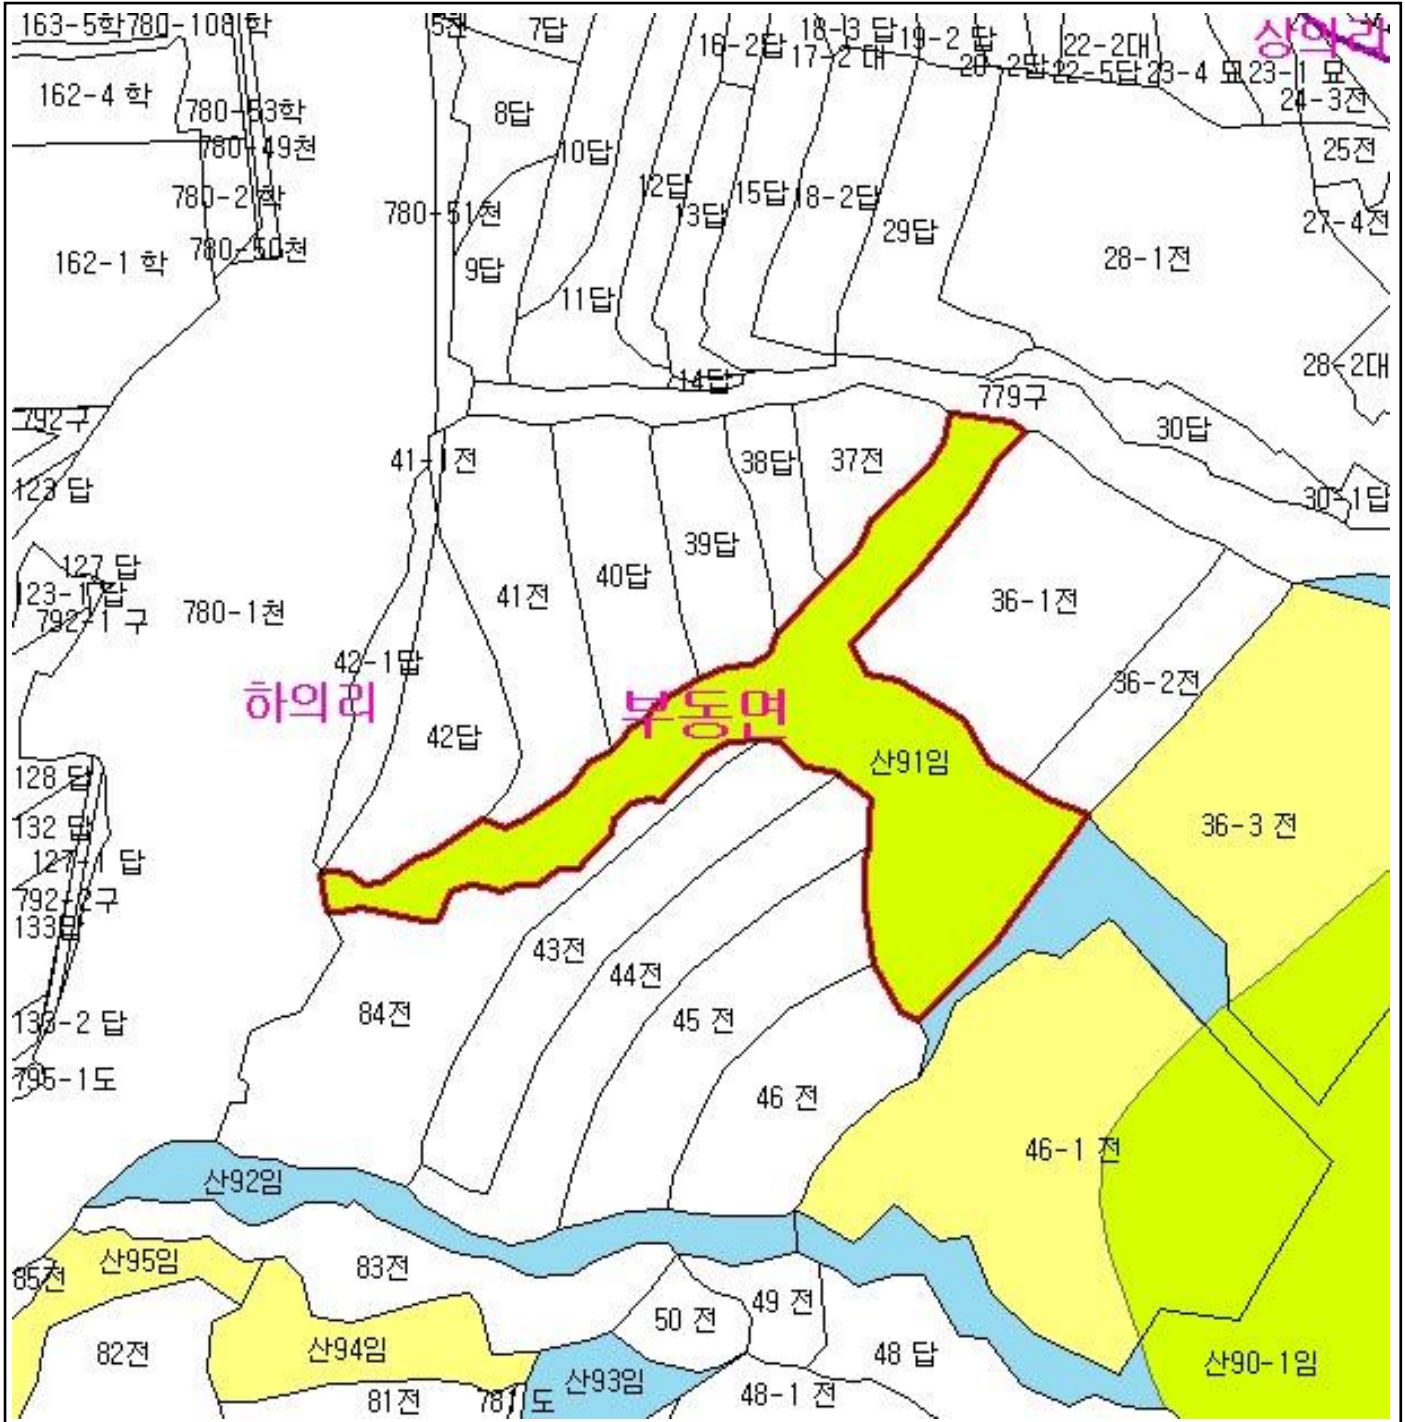 163-5학
780-108 학
5천
7답
16-2답
18-3 답
17-2 대
19-2 답
20-2답
22-2대
22-5답
23-4 묘
23-1 묘
상의리
24-3전
162-4 학
780-53학
8답
780-49천
10답
25전
780-2 학
12답
13답
15답
18-2답
780-51천
27-4전
29답
162-1 학
780-50천
9답
28-1전
11답
28-2대
14답
779구
792구
30답
41-1전
38답
37전
123 답
30-1답
39답
127 답
40답
123-1 답
41전
36-1전
792-1 구
780-1천
42-1답
36-2전
하의리
부동면
42답
산91임
128 답
132 답
36-3 전
127-1 답
792-2구
133답
43전
44전
84전
45 전
133-2 답
795-1도
46 전
46-1 전
산92임
산95임
83전
85전
49 전
50 전
82전
산94임
48 답
산90-1임
산93임
81전
781 도
48-1 전